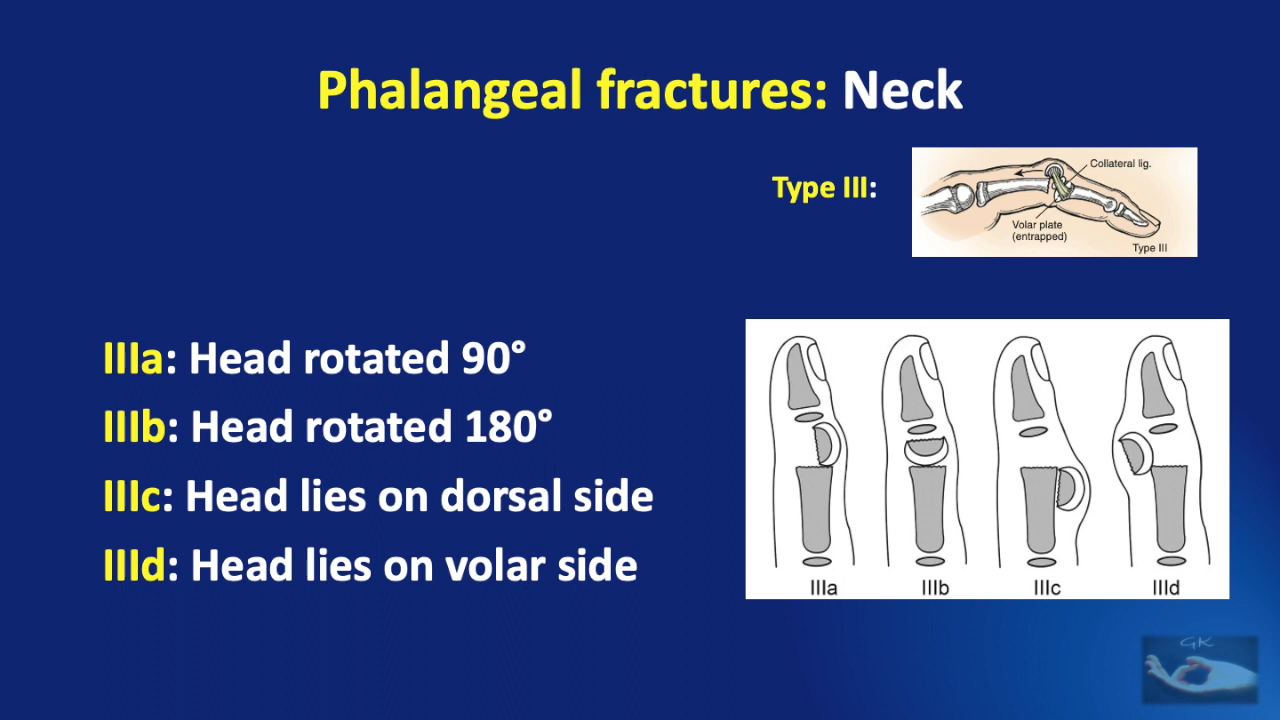 Phalangeal fractures: Neck
Type III:
Collateral lig.
Volar plate
(entrapped)
Type III
IIIa: Head rotated 90°
IIIb: Head rotated 180°
IIIc: Head lies on dorsal side
IIId: Head lies on volar side
IIIa IIIb IIIc IIId
GK